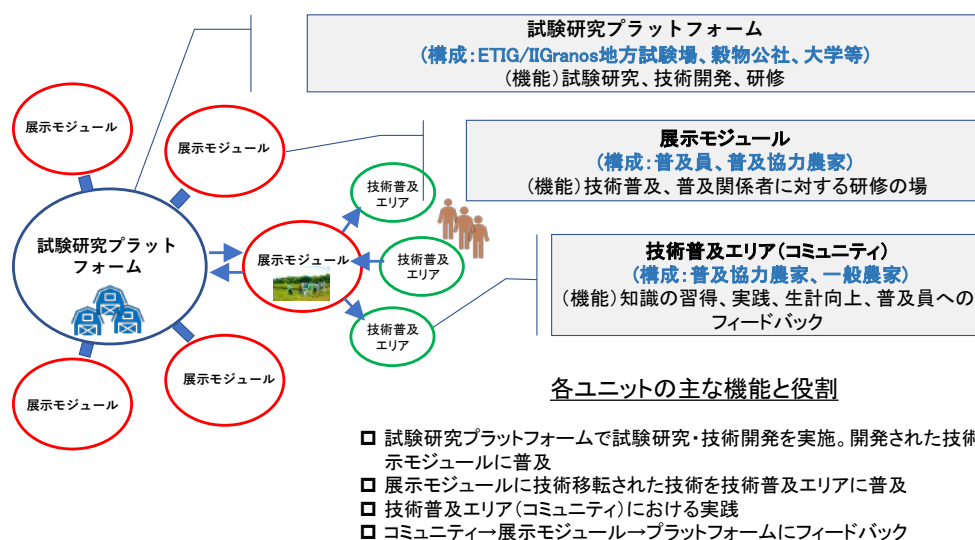 試験研究プラットフォーム
(構成:ETIG/IIGranos地方試験場、穀物公社、大学等)
(機能)試験研究、技術開発、研修
展示モジュール
展示モジュール
展示モジュール
(構成:普及員、普及協力農家)
(機能)技術普及、普及関係者に対する研修の場
技術普及
エリア
試験研究プラット
フォーム
展示モジュール
技術普及
エリア
技術普及
エリア
技術普及エリア(コミュニティ)
(構成:普及協力農家、一般農家)
(機能)知識の習得、実践、生計向上、普及員への
フィードバック
展示モジュール
展示モジュール
各ユニットの主な機能と役割
試験研究プラットフォームで試験研究・技術開発を実施。開発された技術
示モジュールに普及
展示モジュールに技術移転された技術を技術普及エリアに普及
技術普及エリア(コミュニティ)における実践
コミュニティ→展示モジュール→プラットフォームにフィードバック